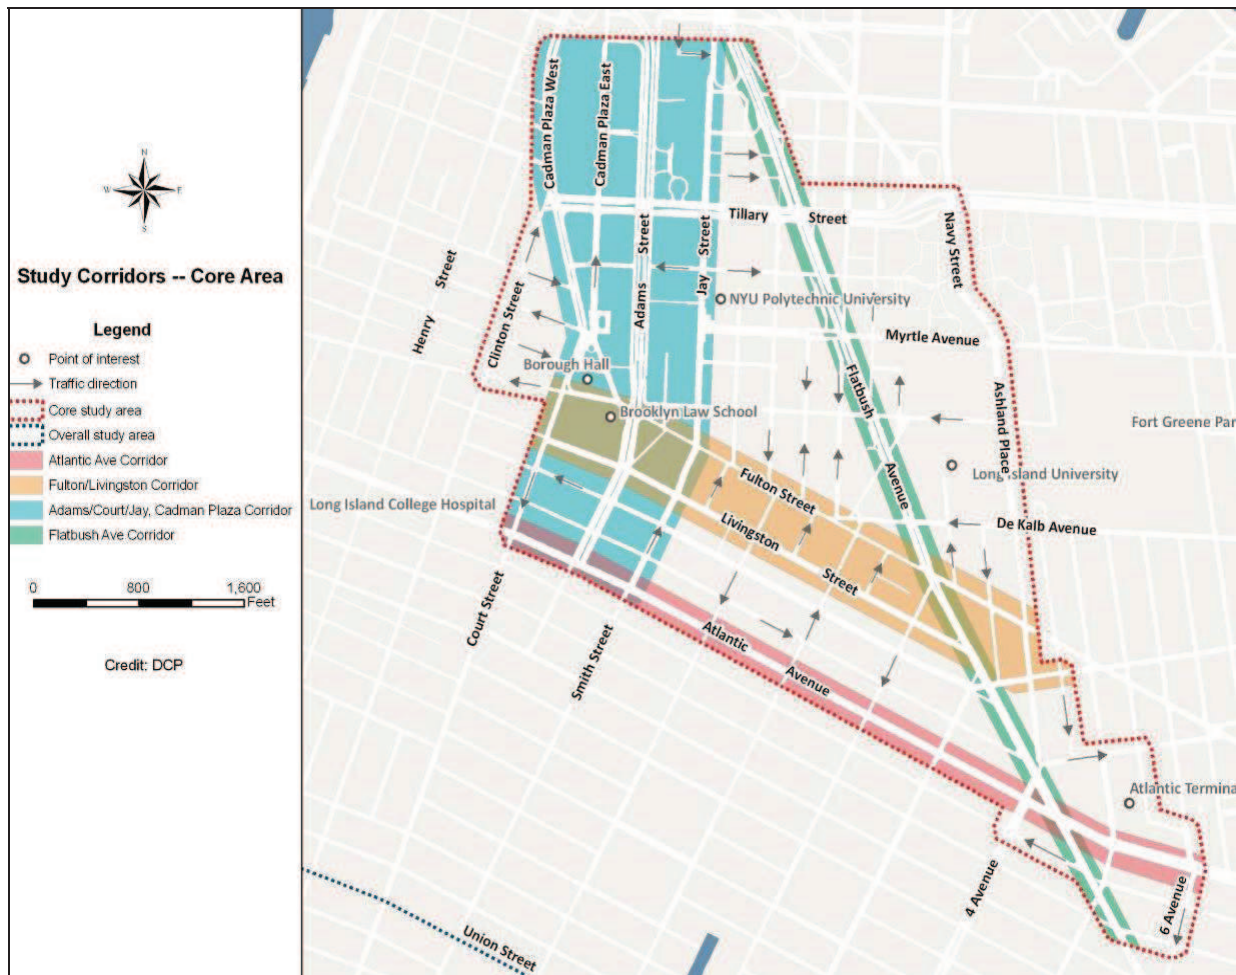 N
W
E
S
Study Corridors -- Core Area
Legend
Point of interest
Traffic direction
Core study area
Overall study area
Atlantic Ave Corridor
Fulton/Livingston Corridor
Adams/Court/Jay, Cadman Plaza Corridor
Flatbush Ave Corridor
0 800 1,600
Feet
Credit: DCP
Cadman Plaza West
Cadman Plaza East
Tillary Street
Adams Street
Jay Street
Navy Street
Henry Street
Clinton Street
NYU Polytechnic University
Myrtle Avenue
Borough Hall
Brooklyn Law School
Flatbush Avenue
Ashland Place
Fort Greene Par
Long Island University
Long Island College Hospital
Fulton Street
Livingston Street
De Kalb Avenue
Court Street
Smith Street
Atlantic Avenue
Atlantic Termina
4 Avenue
6 Avenue
Union Street